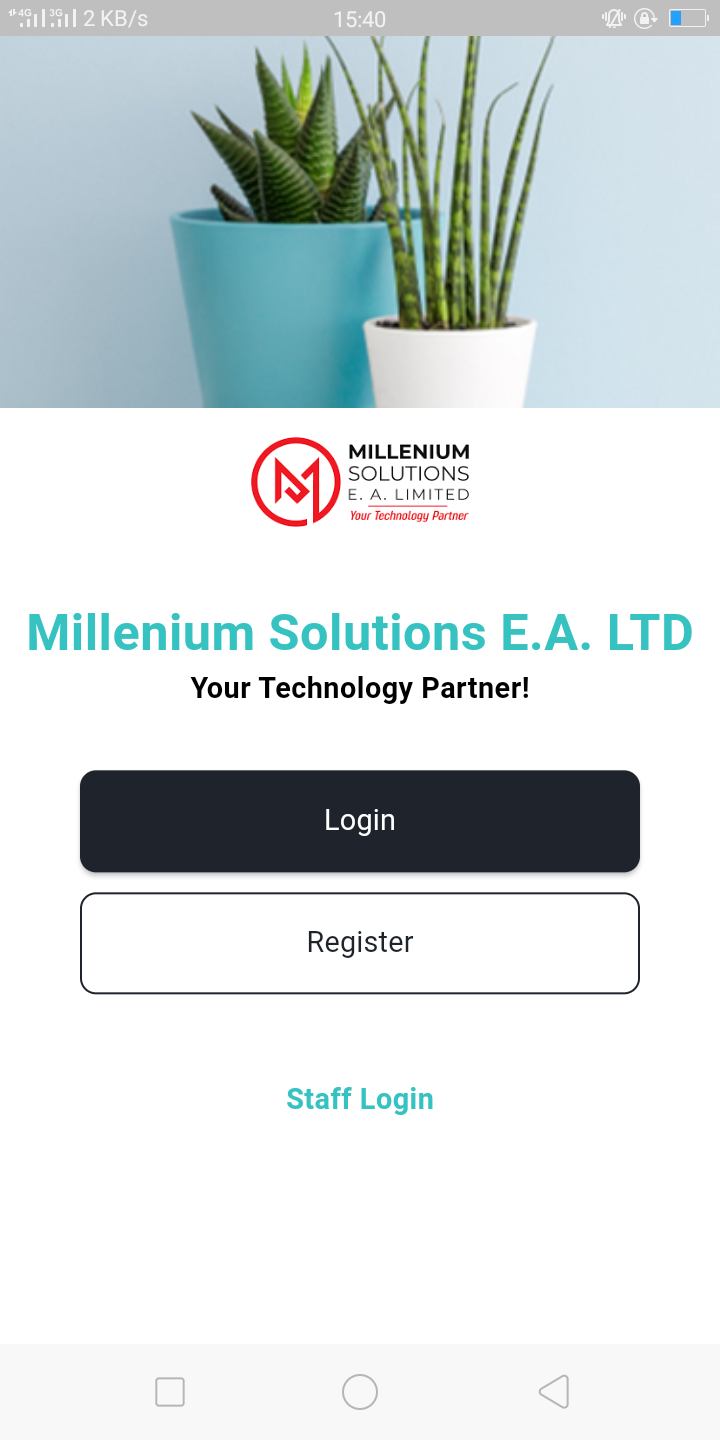 4G 3G 2 KB/s 15:40
MILLENIUM
SOLUTIONS
E. A. LIMITED
Your Technology Partner
Millenium Solutions E.A. LTD
Your Technology Partner!
Login
Register
Staff Login